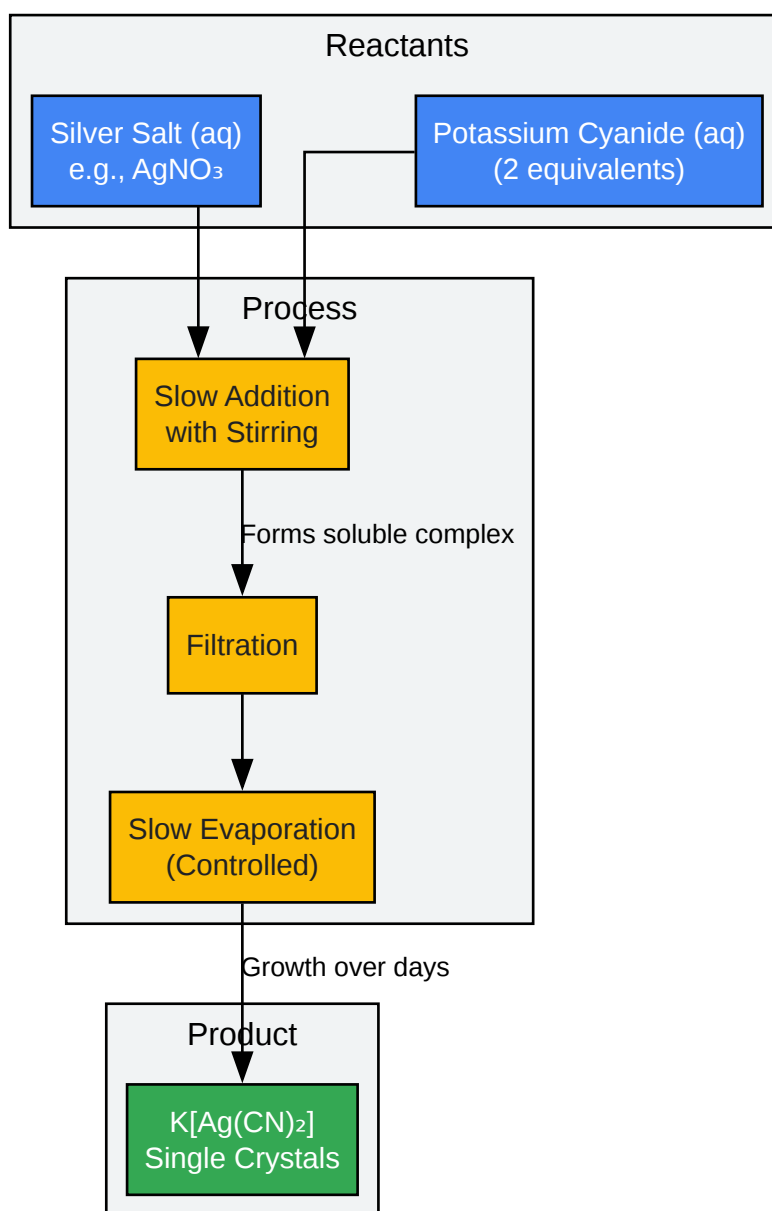 Reactants
Silver Salt (aq)
e.g., AgNO₃
Potassium Cyanide (aq)
(2 equivalents)
Process
Slow Addition
with Stirring
Forms soluble complex
Filtration
Slow Evaporation
(Controlled)
Growth over days
Product
K[Ag(CN)₂]
Single Crystals